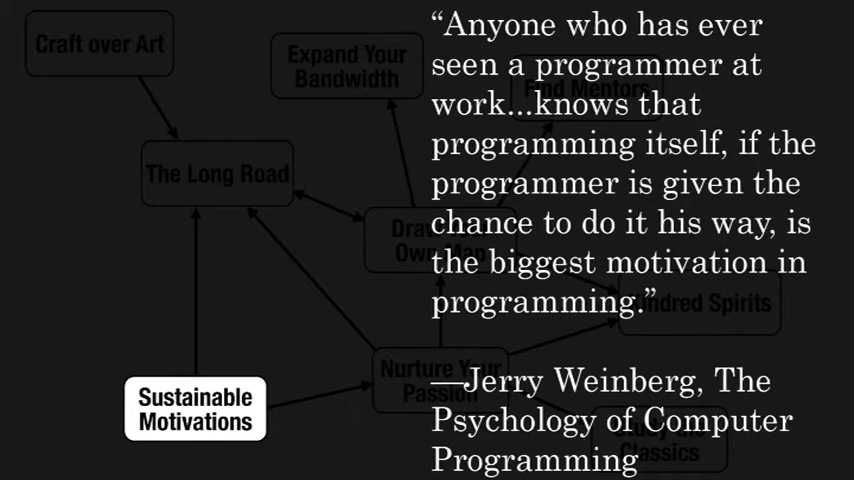 Craft over Art
Expand Your
Bandwidth
Find Mentors
The Long Road
Own Map
Kindred Spirits
Nurture Your
Passion
Sustainable
Motivations
Classics
“Anyone who has ever
seen a programmer at
work...knows that
programming itself, if the
programmer is given the
chance to do it his way, is
the biggest motivation in
programming.”
—Jerry Weinberg, The
Psychology of Computer
Programming